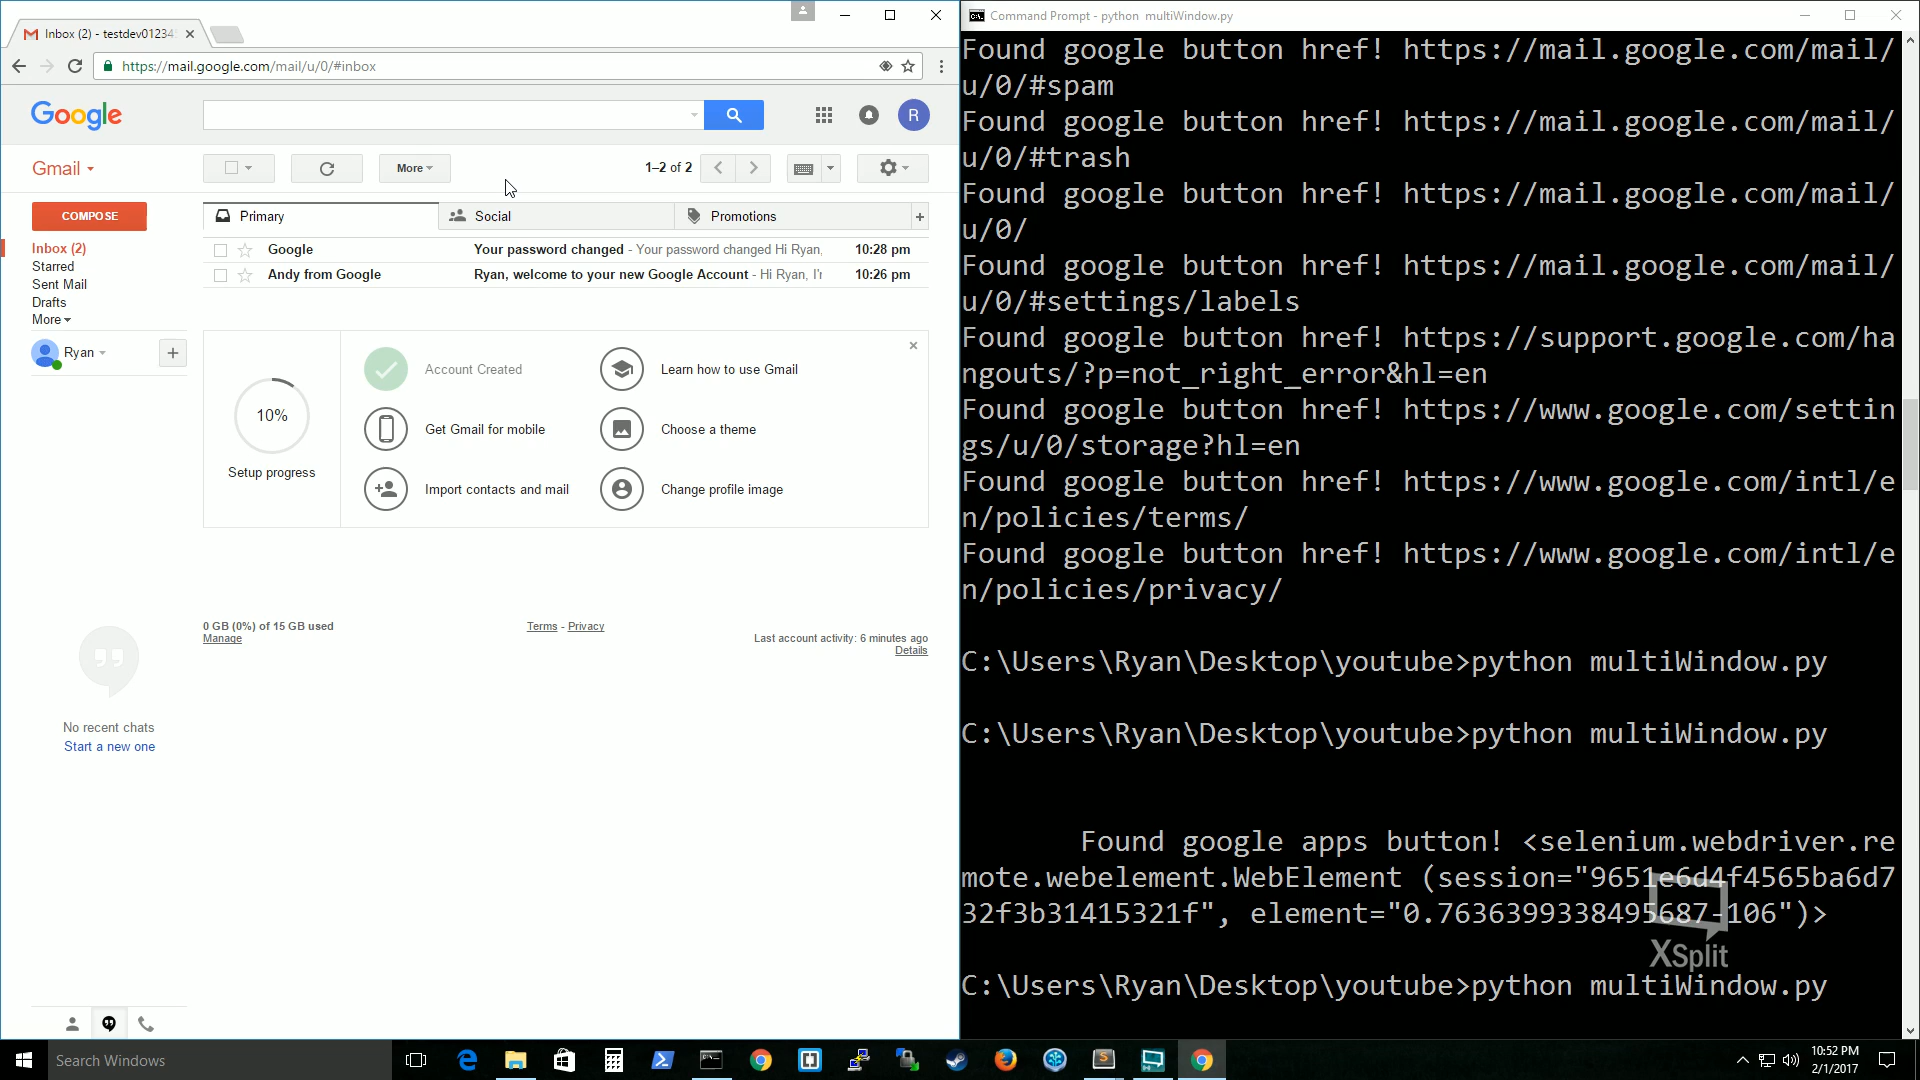 Inbox (2) - testdev01234
https://mail.google.com/mail/u/0/#inbox
Google
R
Gmail
More
1–2 of 2
COMPOSE
Primary
Social
Promotions
Inbox (2)
Starred
Sent Mail
Drafts
More
Google Your password changed - Your password changed Hi Ryan, 10:28 pm
Andy from Google Ryan, welcome to your new Google Account - Hi Ryan, I'r 10:26 pm
Ryan
10%
Setup progress
Account Created
Learn how to use Gmail
Get Gmail for mobile
Choose a theme
Import contacts and mail
Change profile image
0 GB (0%) of 15 GB used
Manage
Terms - Privacy
Last account activity: 6 minutes ago
Details
No recent chats
Start a new one
Command Prompt - python multiWindow.py
Found google button href! https://mail.google.com/mail/
u/0/#spam
Found google button href! https://mail.google.com/mail/
u/0/#trash
Found google button href! https://mail.google.com/mail/
u/0/
Found google button href! https://mail.google.com/mail/
u/0/#settings/labels
Found google button href! https://support.google.com/ha
ngouts/?p=not_right_error&hl=en
Found google button href! https://www.google.com/settin
gs/u/0/storage?hl=en
Found google button href! https://www.google.com/intl/e
n/policies/terms/
Found google button href! https://www.google.com/intl/e
n/policies/privacy/
C:\Users\Ryan\Desktop\youtube>python multiWindow.py
C:\Users\Ryan\Desktop\youtube>python multiWindow.py
Found google apps button! <selenium.webdriver.re
mote.webelement.WebElement (session="9651e6d4f4565ba6d7
32f3b31415321f", element="0.7636399338495687-106")>
C:\Users\Ryan\Desktop\youtube>python multiWindow.py
XSplit
Search Windows
10:52 PM
2/1/2017